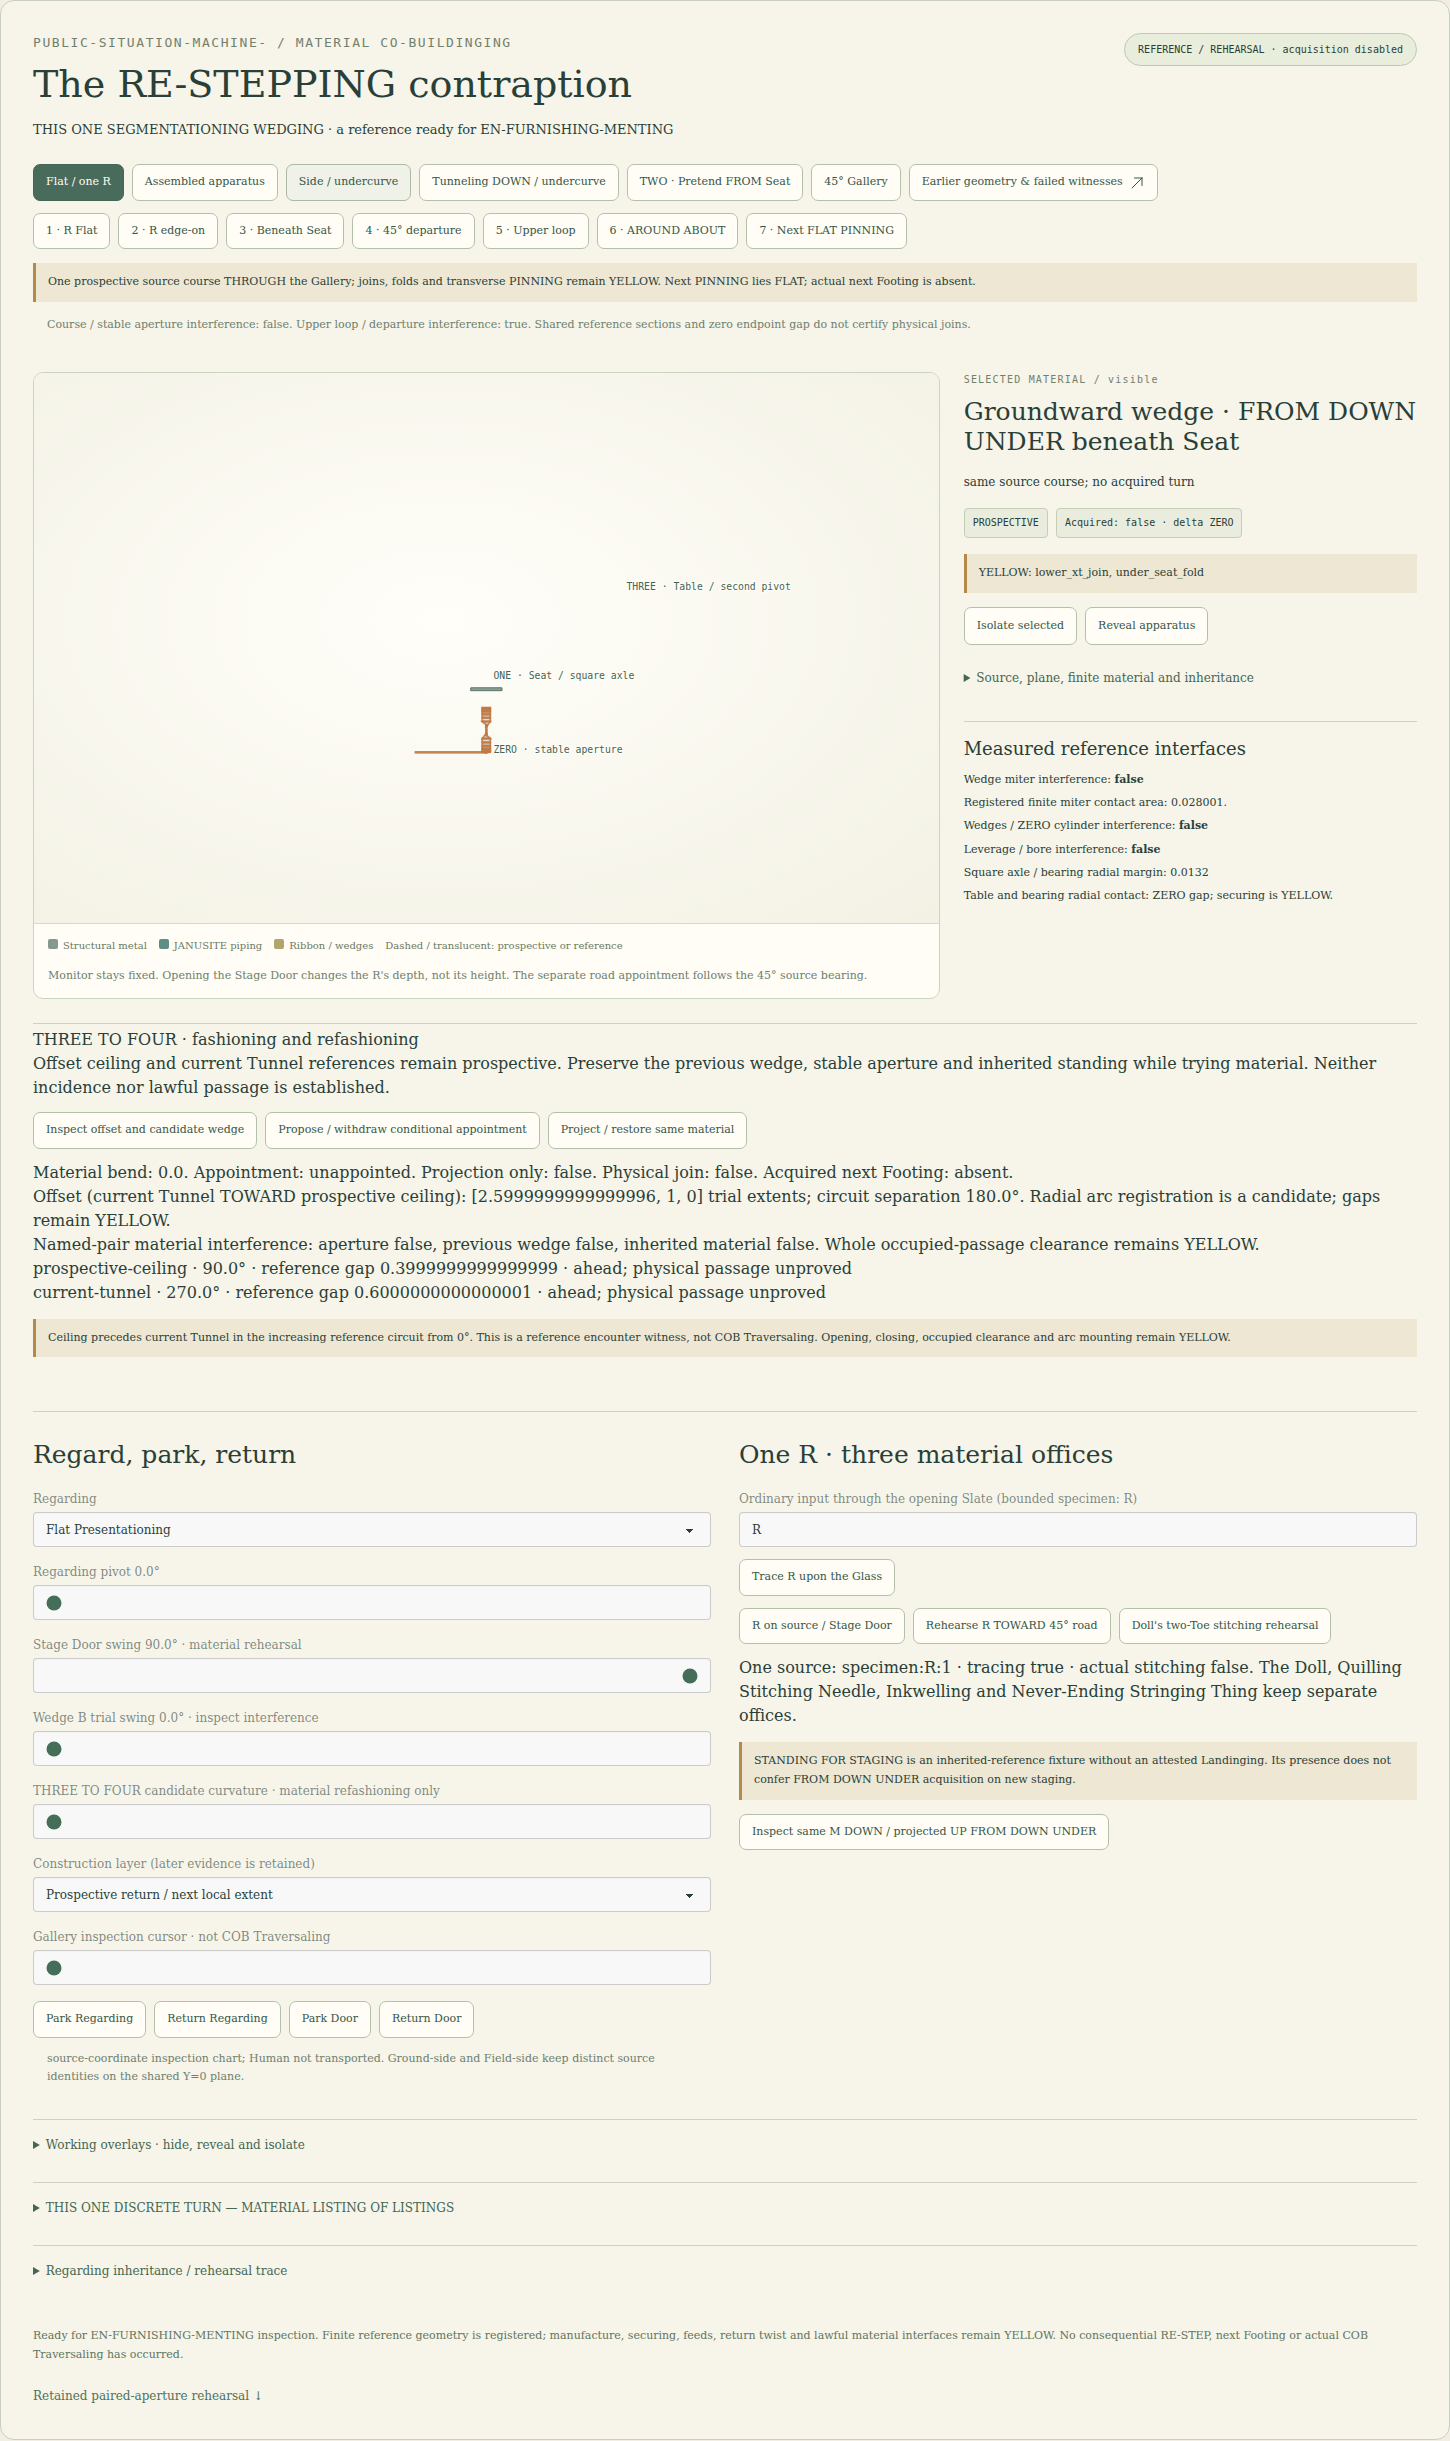 PUBLIC-SITUATION-MACHINE- / MATERIAL CO-BUILDINGING
REFERENCE / REHEARSAL · acquisition disabled
The RE-STEPPING contraption
THIS ONE SEGMENTATIONING WEDGING · a reference ready for EN-FURNISHING-MENTING
Flat / one R
Assembled apparatus
Side / undercurve
Tunneling DOWN / undercurve
TWO · Pretend FROM Seat
45° Gallery
Earlier geometry & failed witnesses
1 · R Flat
2 · R edge-on
3 · Beneath Seat
4 · 45° departure
5 · Upper loop
6 · AROUND ABOUT
7 · Next FLAT PINNING
One prospective source course THROUGH the Gallery; joins, folds and transverse PINNING remain YELLOW. Next PINNING lies FLAT; actual next Footing is absent.
Course / stable aperture interference: false. Upper loop / departure interference: true. Shared reference sections and zero endpoint gap do not certify physical joins.
THREE · Table / second pivot
ONE · Seat / square axle
ZERO · stable aperture
Structural metal
JANUSITE piping
Ribbon / wedges
Dashed / translucent: prospective or reference
Monitor stays fixed. Opening the Stage Door changes the R's depth, not its height. The separate road appointment follows the 45° source bearing.
SELECTED MATERIAL / visible
Groundward wedge · FROM DOWN
UNDER beneath Seat
same source course; no acquired turn
PROSPECTIVE
Acquired: false · delta ZERO
YELLOW: lower_xt_join, under_seat_fold
Isolate selected
Reveal apparatus
Source, plane, finite material and inheritance
Measured reference interfaces
Wedge miter interference: false
Registered finite miter contact area: 0.028001.
Wedges / ZERO cylinder interference: false
Leverage / bore interference: false
Square axle / bearing radial margin: 0.0132
Table and bearing radial contact: ZERO gap; securing is YELLOW.
THREE TO FOUR · fashioning and refashioning
Offset ceiling and current Tunnel references remain prospective. Preserve the previous wedge, stable aperture and inherited standing while trying material. Neither
incidence nor lawful passage is established.
Inspect offset and candidate wedge
Propose / withdraw conditional appointment
Project / restore same material
Material bend: 0.0. Appointment: unappointed. Projection only: false. Physical join: false. Acquired next Footing: absent.
Offset (current Tunnel TOWARD prospective ceiling): [2.5999999999999996, 1, 0] trial extents; circuit separation 180.0°. Radial arc registration is a candidate; gaps
remain YELLOW.
Named-pair material interference: aperture false, previous wedge false, inherited material false. Whole occupied-passage clearance remains YELLOW.
prospective-ceiling · 90.0° · reference gap 0.3999999999999999 · ahead; physical passage unproved
current-tunnel · 270.0° · reference gap 0.6000000000000001 · ahead; physical passage unproved
Ceiling precedes current Tunnel in the increasing reference circuit from 0°. This is a reference encounter witness, not COB Traversaling. Opening, closing, occupied clearance and arc mounting remain YELLOW.
Regard, park, return
Regarding
Flat Presentationing
Regarding pivot 0.0°
Stage Door swing 90.0° · material rehearsal
Wedge B trial swing 0.0° · inspect interference
THREE TO FOUR candidate curvature · material refashioning only
Construction layer (later evidence is retained)
Prospective return / next local extent
Gallery inspection cursor · not COB Traversaling
Park Regarding
Return Regarding
Park Door
Return Door
source-coordinate inspection chart; Human not transported. Ground-side and Field-side keep distinct source
identities on the shared Y=0 plane.
One R · three material offices
Ordinary input through the opening Slate (bounded specimen: R)
R
Trace R upon the Glass
R on source / Stage Door
Rehearse R TOWARD 45° road
Doll's two-Toe stitching rehearsal
One source: specimen:R:1 · tracing true · actual stitching false. The Doll, Quilling
Stitching Needle, Inkwelling and Never-Ending Stringing Thing keep separate
offices.
STANDING FOR STAGING is an inherited-reference fixture without an attested Landinging. Its presence does not
confer FROM DOWN UNDER acquisition on new staging.
Inspect same M DOWN / projected UP FROM DOWN UNDER
Working overlays · hide, reveal and isolate
THIS ONE DISCRETE TURN — MATERIAL LISTING OF LISTINGS
Regarding inheritance / rehearsal trace
Ready for EN-FURNISHING-MENTING inspection. Finite reference geometry is registered; manufacture, securing, feeds, return twist and lawful material interfaces remain YELLOW. No consequential RE-STEP, next Footing or actual COB
Traversaling has occurred.
Retained paired-aperture rehearsal ↓